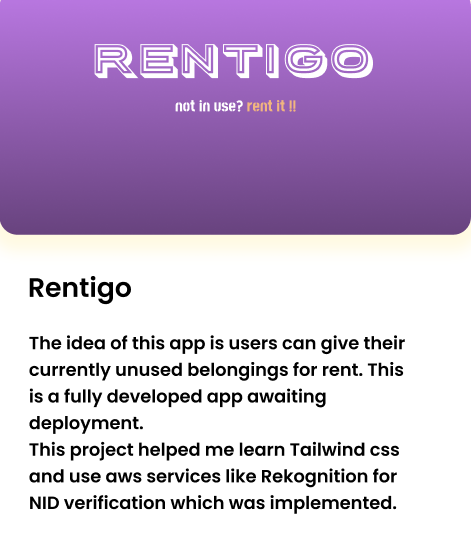 RENTIGO
not in use? rent it !!
Rentigo
The idea of this app is users can give their
currently unused belongings for rent. This
is a fully developed app awaiting
deployment.
This project helped me learn Tailwind css
and use aws services like Rekognition for
NID verification which was implemented.